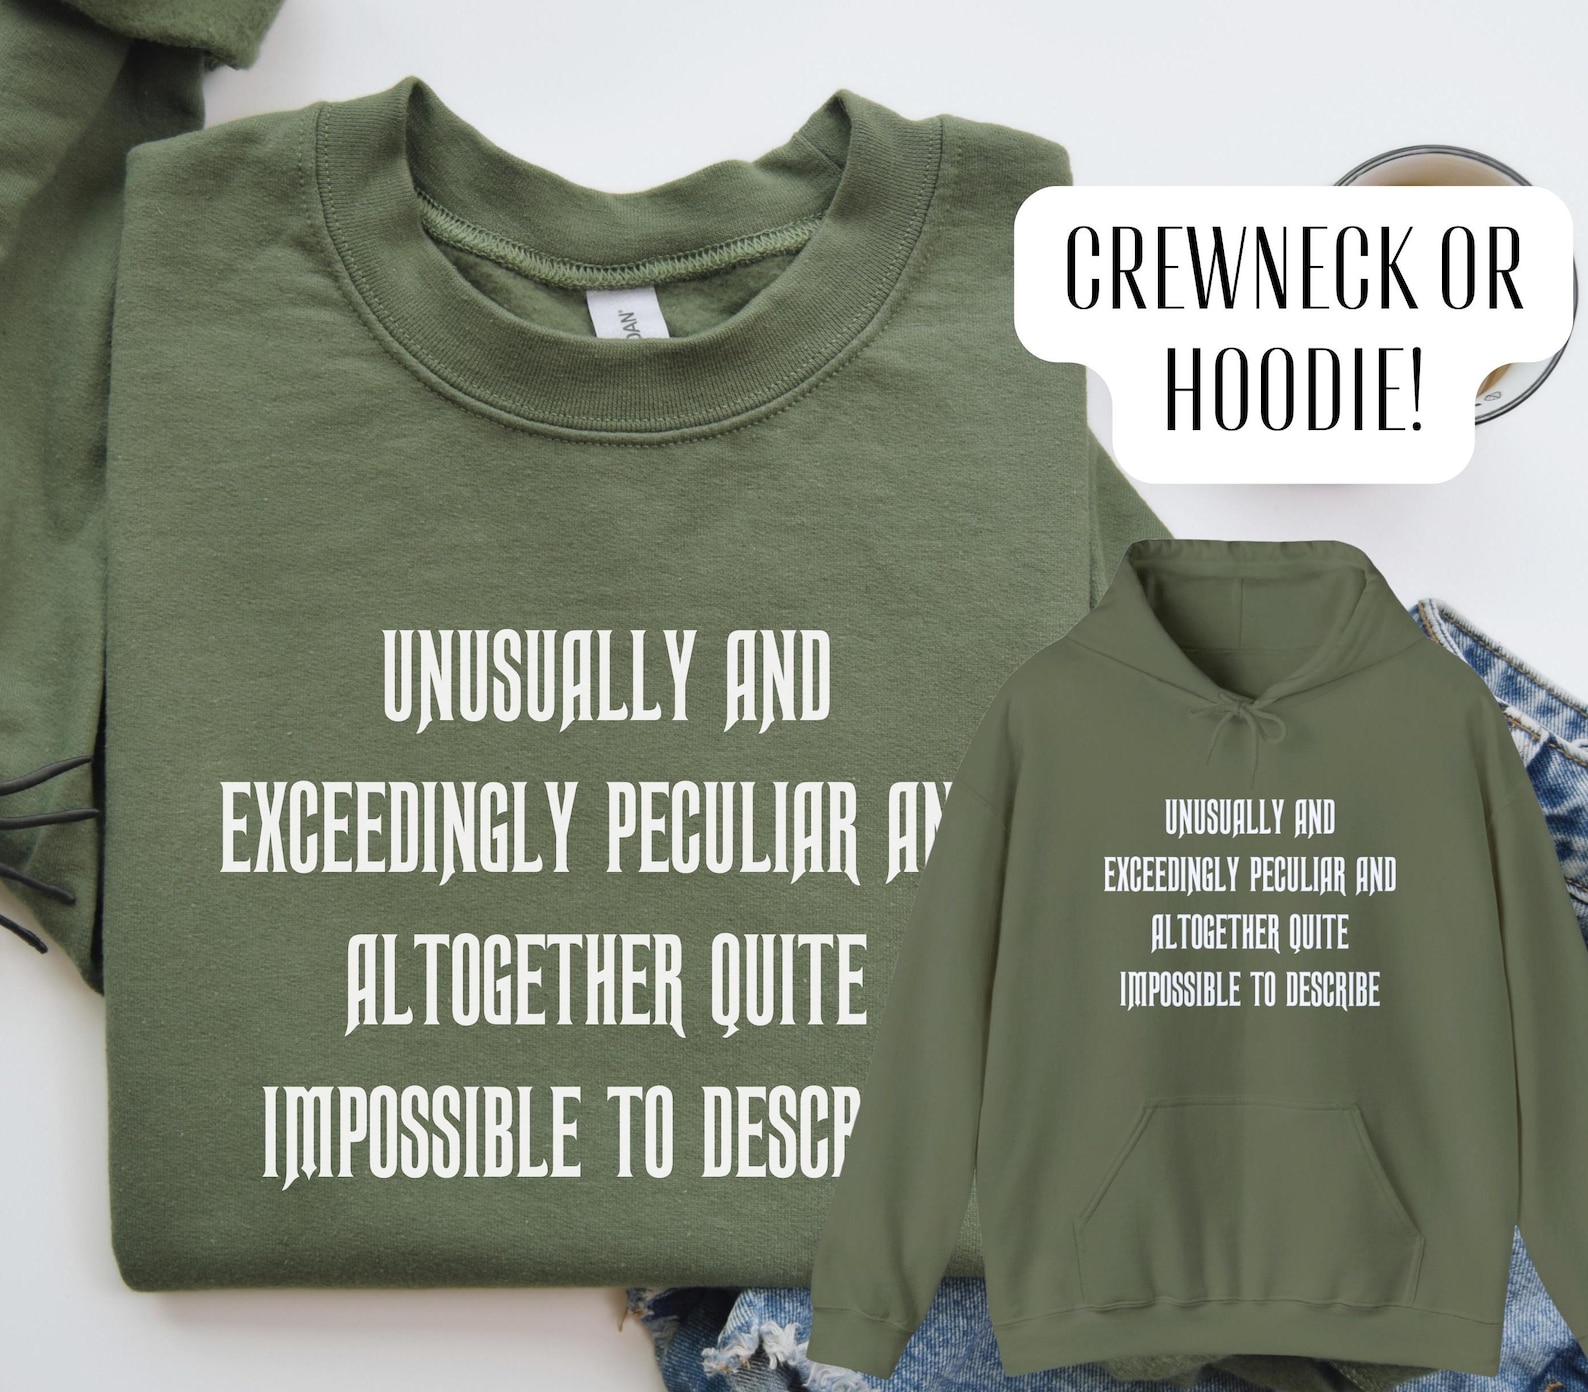 UNUSUALLY AND
EXCEEDINGLY PECULIAR AN
ALTOGETHER QUITE
IMPOSSIBLE TO DESCR
CREWNECK OR
HOODIE!
UNUSUALLY AND
EXCEEDINGLY PECULIAR AND
ALTOGETHER QUITE
IMPOSSIBLE TO DESCRIBE